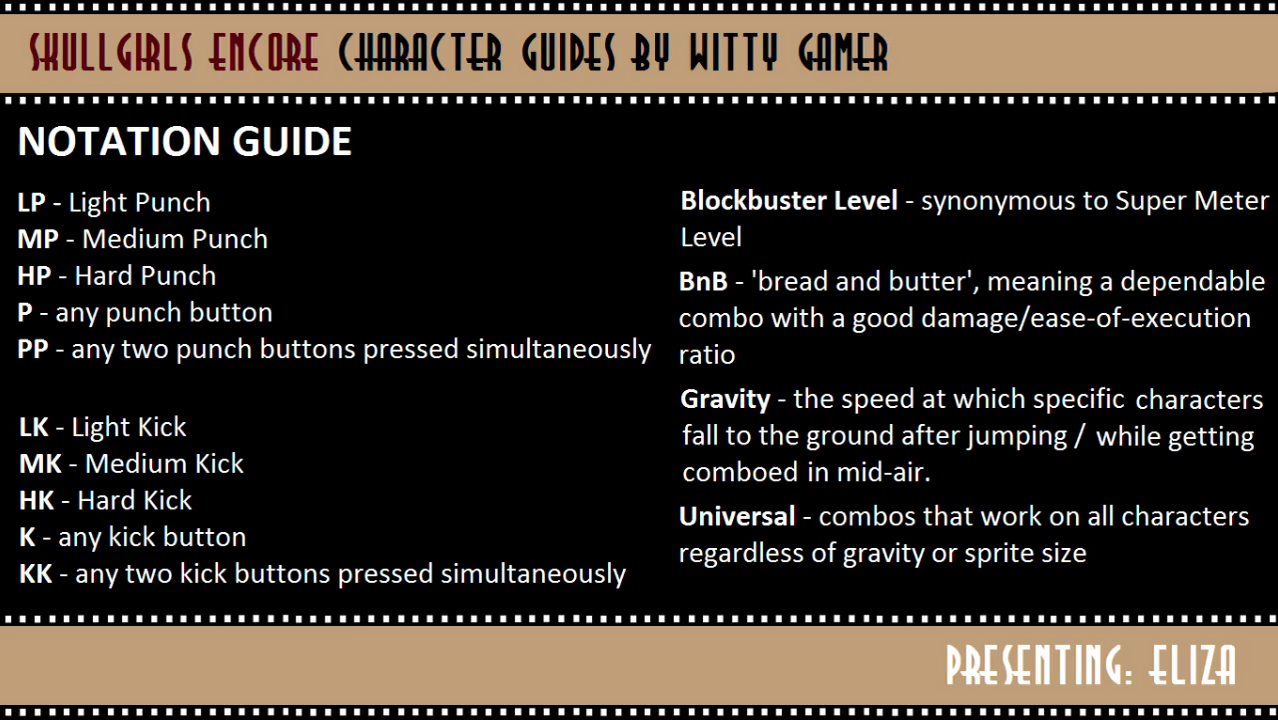 SKULLGIRLS ENCORE CHARACTER GUIDES BY WITTY GAMER
NOTATION GUIDE
LP - Light Punch
MP - Medium Punch
HP - Hard Punch
P - any punch button
PP - any two punch buttons pressed simultaneously
LK - Light Kick
MK - Medium Kick
HK - Hard Kick
K - any kick button
KK - any two kick buttons pressed simultaneously
Blockbuster Level - synonymous to Super Meter
Level
BnB - 'bread and butter', meaning a dependable
combo with a good damage/ease-of-execution
ratio
Gravity - the speed at which specific characters
fall to the ground after jumping / while getting
comboed in mid-air.
Universal - combos that work on all characters
regardless of gravity or sprite size
PRESENTING: ELIZA